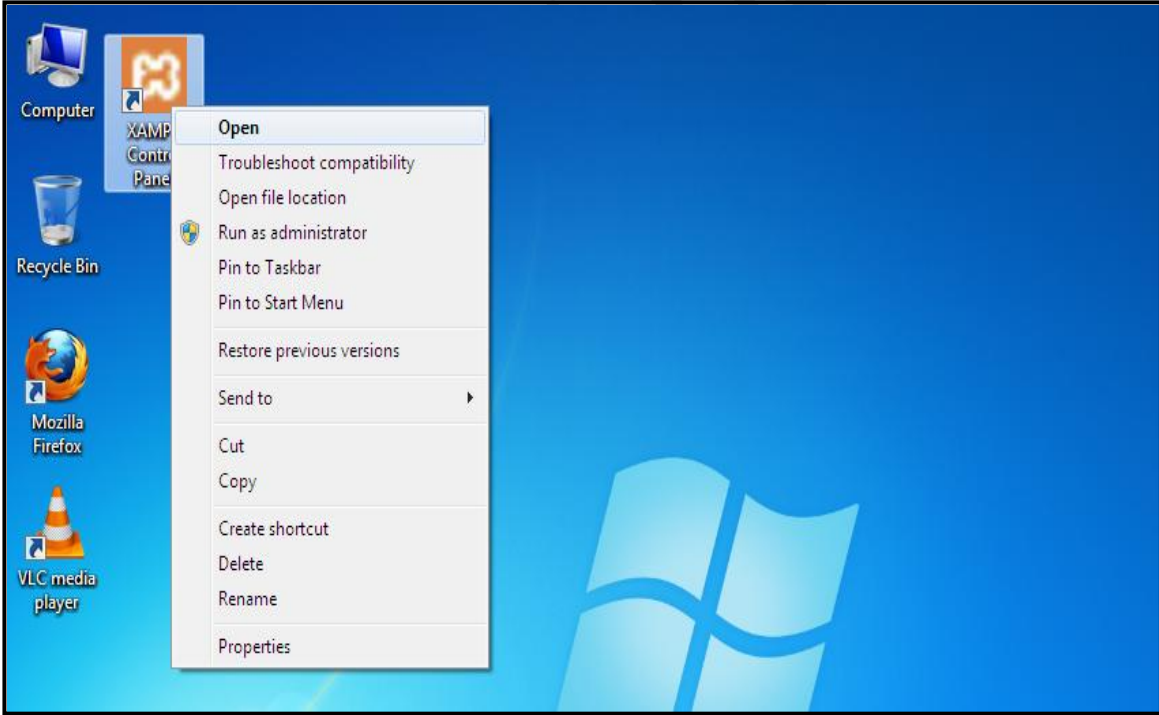 Computer
XAMP
Contr
Pane
Recycle Bin
Mozilla
Firefox
VLC media
player
Open
Troubleshoot compatibility
Open file location
Run as administrator
Pin to Taskbar
Pin to Start Menu
Restore previous versions
Send to
Cut
Copy
Create shortcut
Delete
Rename
Properties